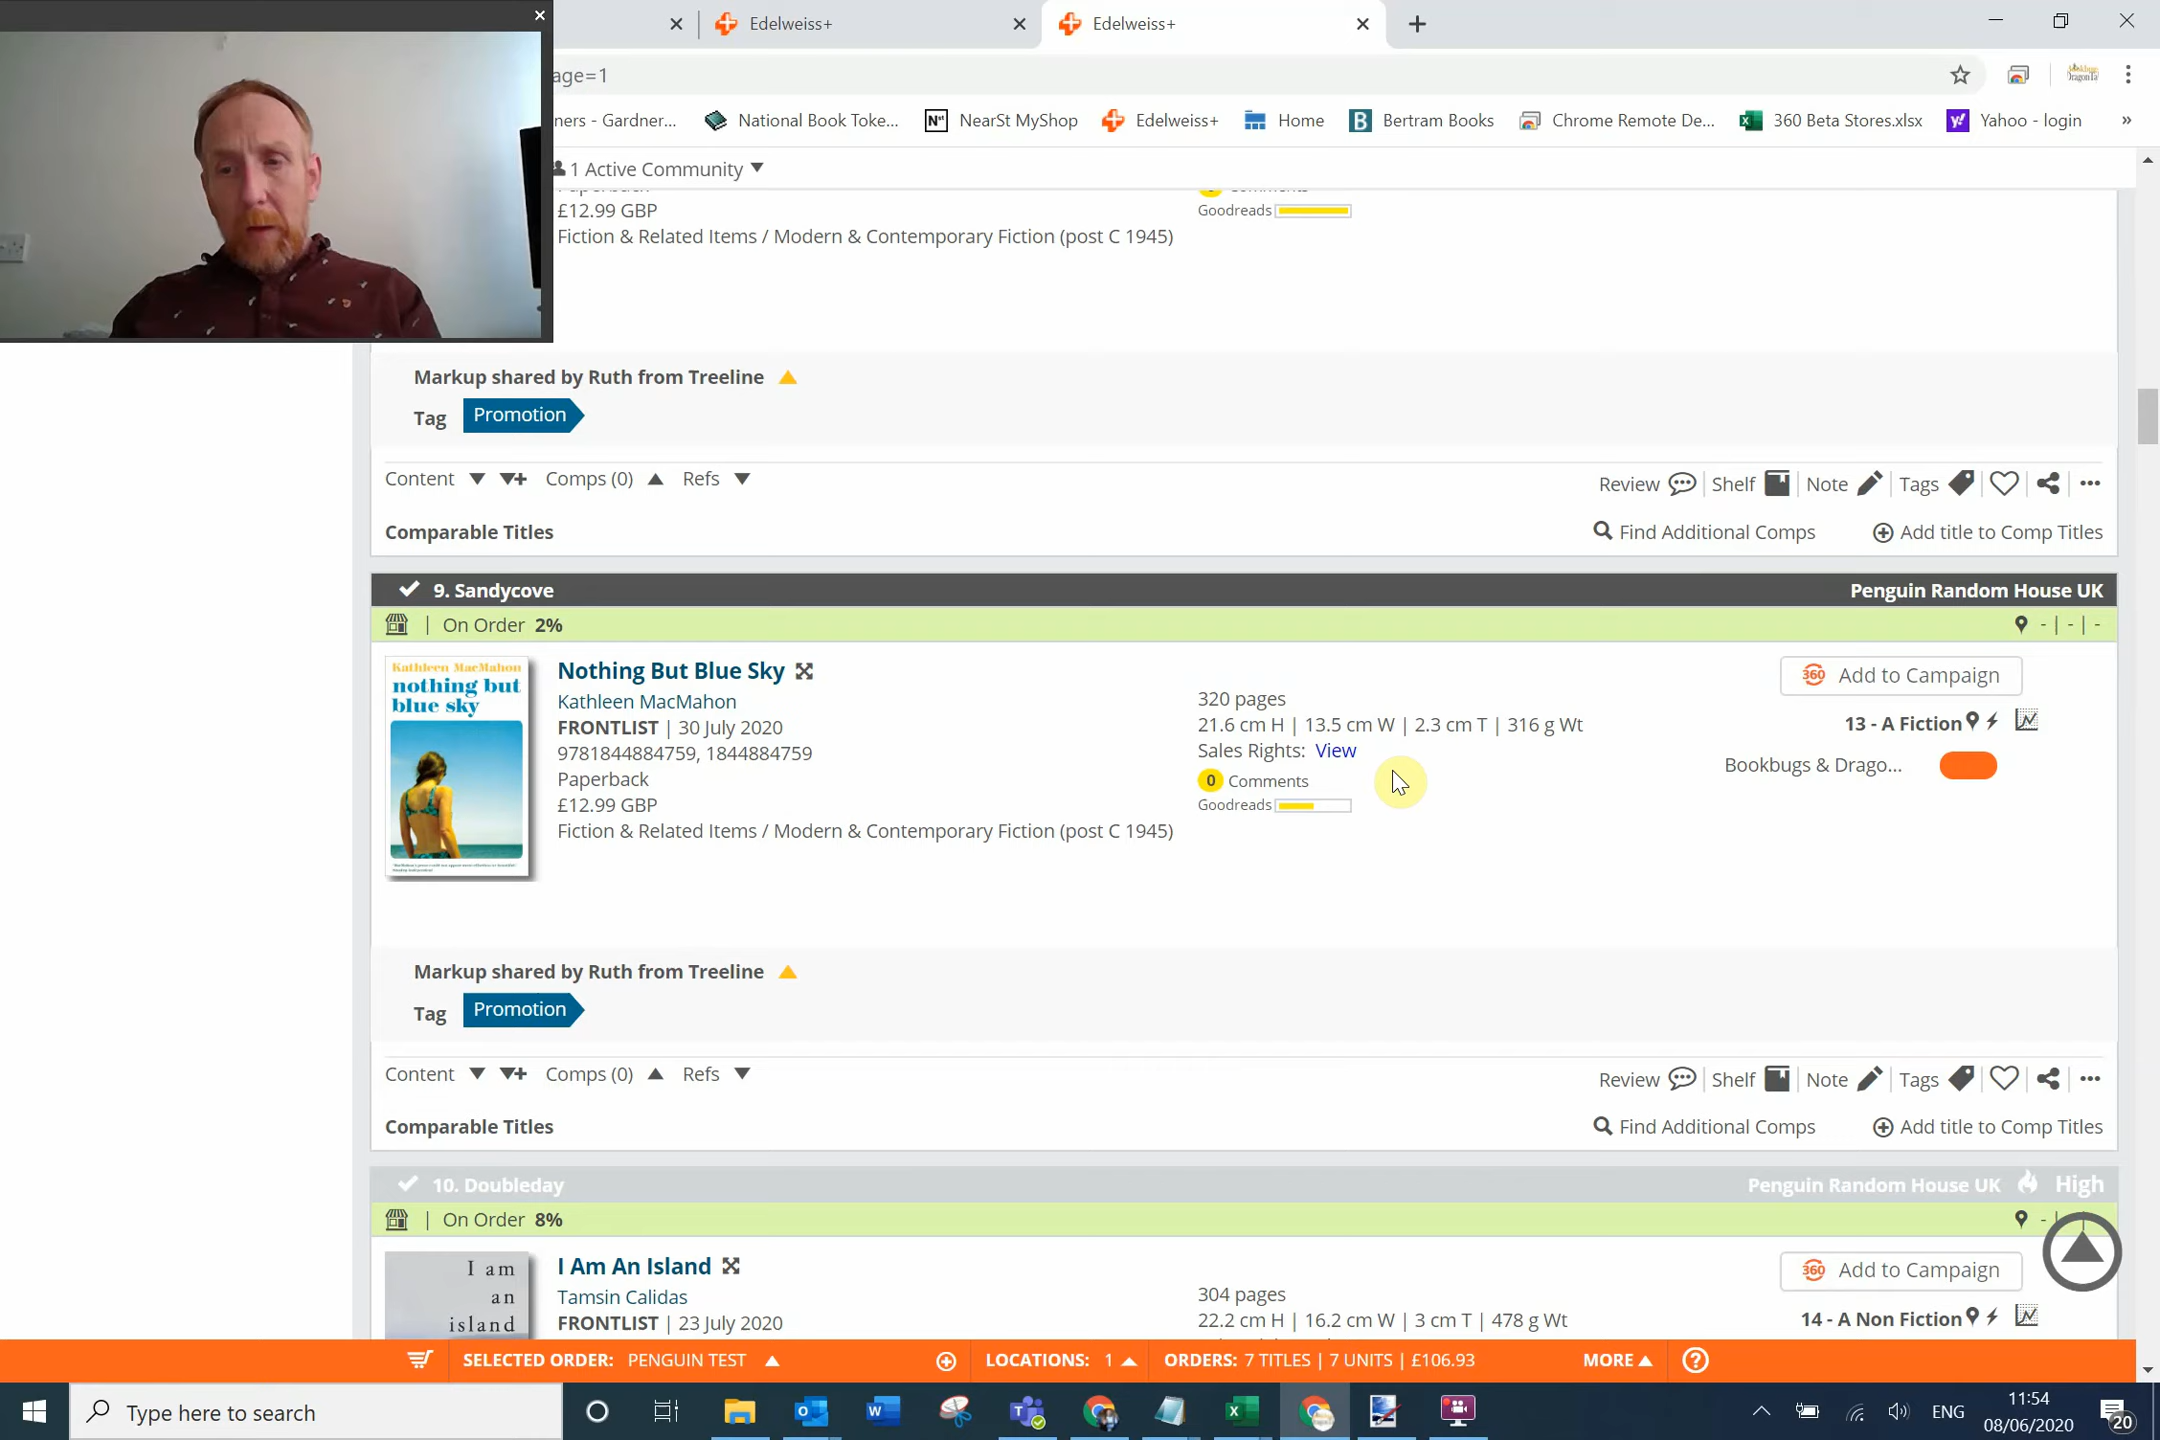 Edelweiss+
Edelweiss+
age=1
ners - Gardner...
National Book Toke...
NearSt MyShop
Edelweiss+
Home
Bertram Books
Chrome Remote De...
360 Beta Stores.xlsx
Yahoo - login
»
1 Active Community
£12.99 GBP
Goodreads
Fiction & Related Items / Modern & Contemporary Fiction (post C 1945)
Markup shared by Ruth from Treeline
Tag Promotion
Content Comps (0) Refs
Review | Shelf | Note | Tags | | | ...
Comparable Titles
Find Additional Comps
Add title to Comp Titles
9. Sandycove
Penguin Random House UK
| On Order 2%
- | - | -
Kathleen MacMahon
nothing but
blue sky
Nothing But Blue Sky
Kathleen MacMahon
FRONTLIST | 30 July 2020
9781844884759, 1844884759
Paperback
£12.99 GBP
Fiction & Related Items / Modern & Contemporary Fiction (post C 1945)
320 pages
21.6 cm H | 13.5 cm W | 2.3 cm T | 316 g Wt
Sales Rights: View
0 Comments
Goodreads
360 Add to Campaign
13 - A Fiction
Bookbugs & Drago...
Markup shared by Ruth from Treeline
Tag Promotion
Content Comps (0) Refs
Review | Shelf | Note | Tags | | | ...
Comparable Titles
Find Additional Comps
Add title to Comp Titles
10. Doubleday
Penguin Random House UK High
| On Order 8%
I am
an
island
I Am An Island
Tamsin Calidas
FRONTLIST | 23 July 2020
304 pages
22.2 cm H | 16.2 cm W | 3 cm T | 478 g Wt
360 Add to Campaign
14 - A Non Fiction
SELECTED ORDER: PENGUIN TEST
LOCATIONS: 1
ORDERS: 7 TITLES | 7 UNITS | £106.93
MORE
Type here to search
ENG
11:54
08/06/2020
20